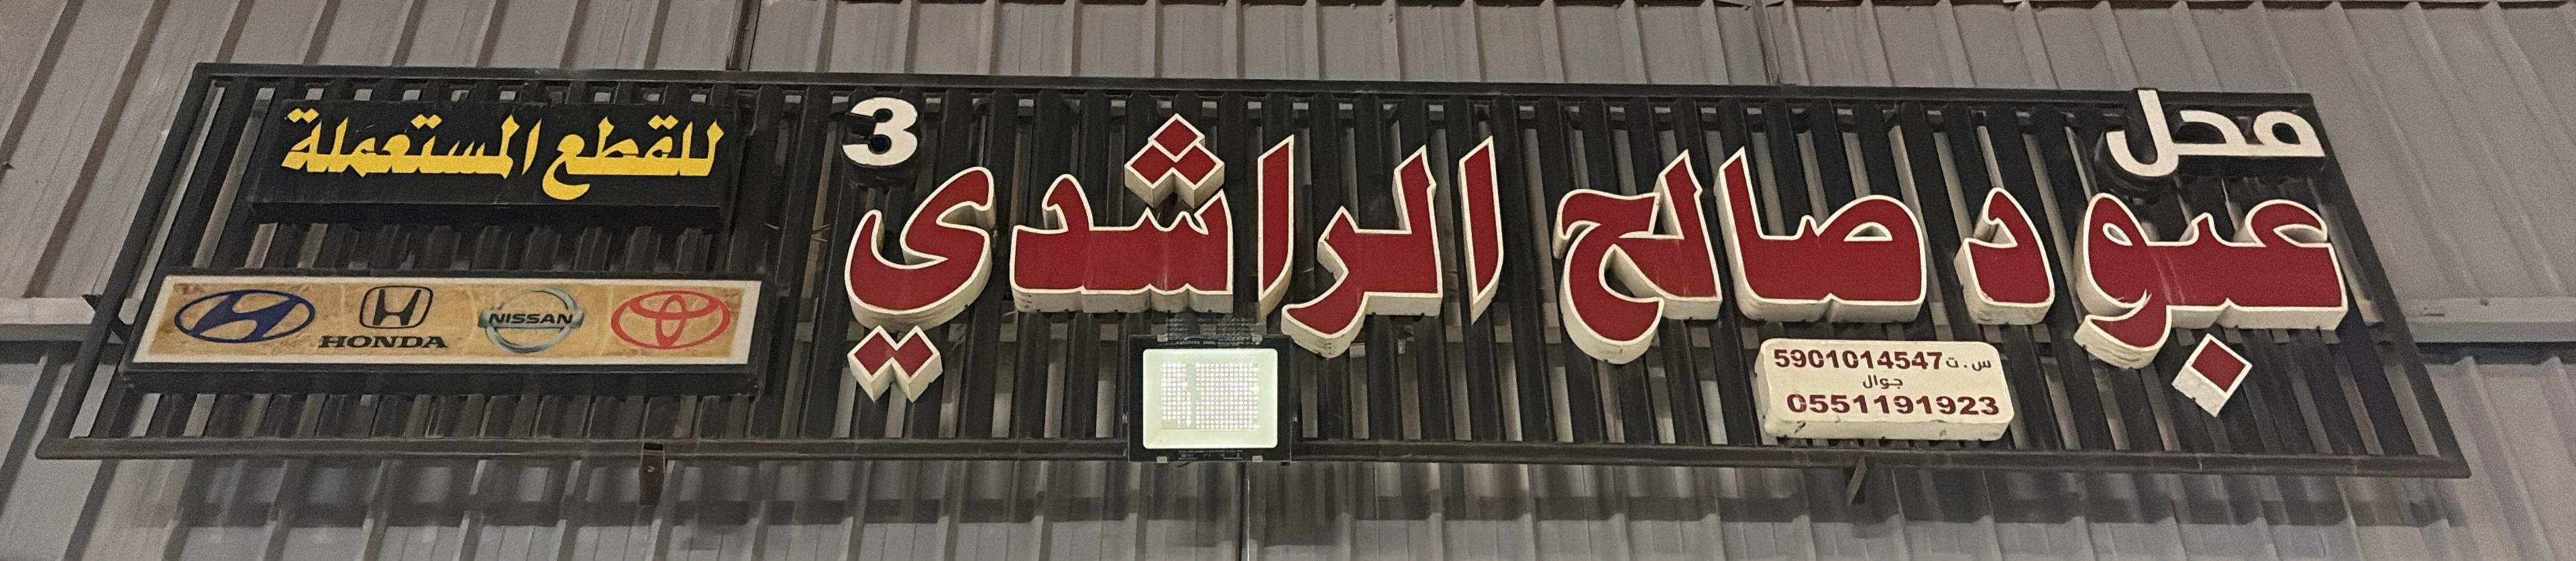 محل
عبود صالح الراشدي 3
س.ت 5901014547
جوال
0551191923
للقطع المستعملة
HONDA
NISSAN